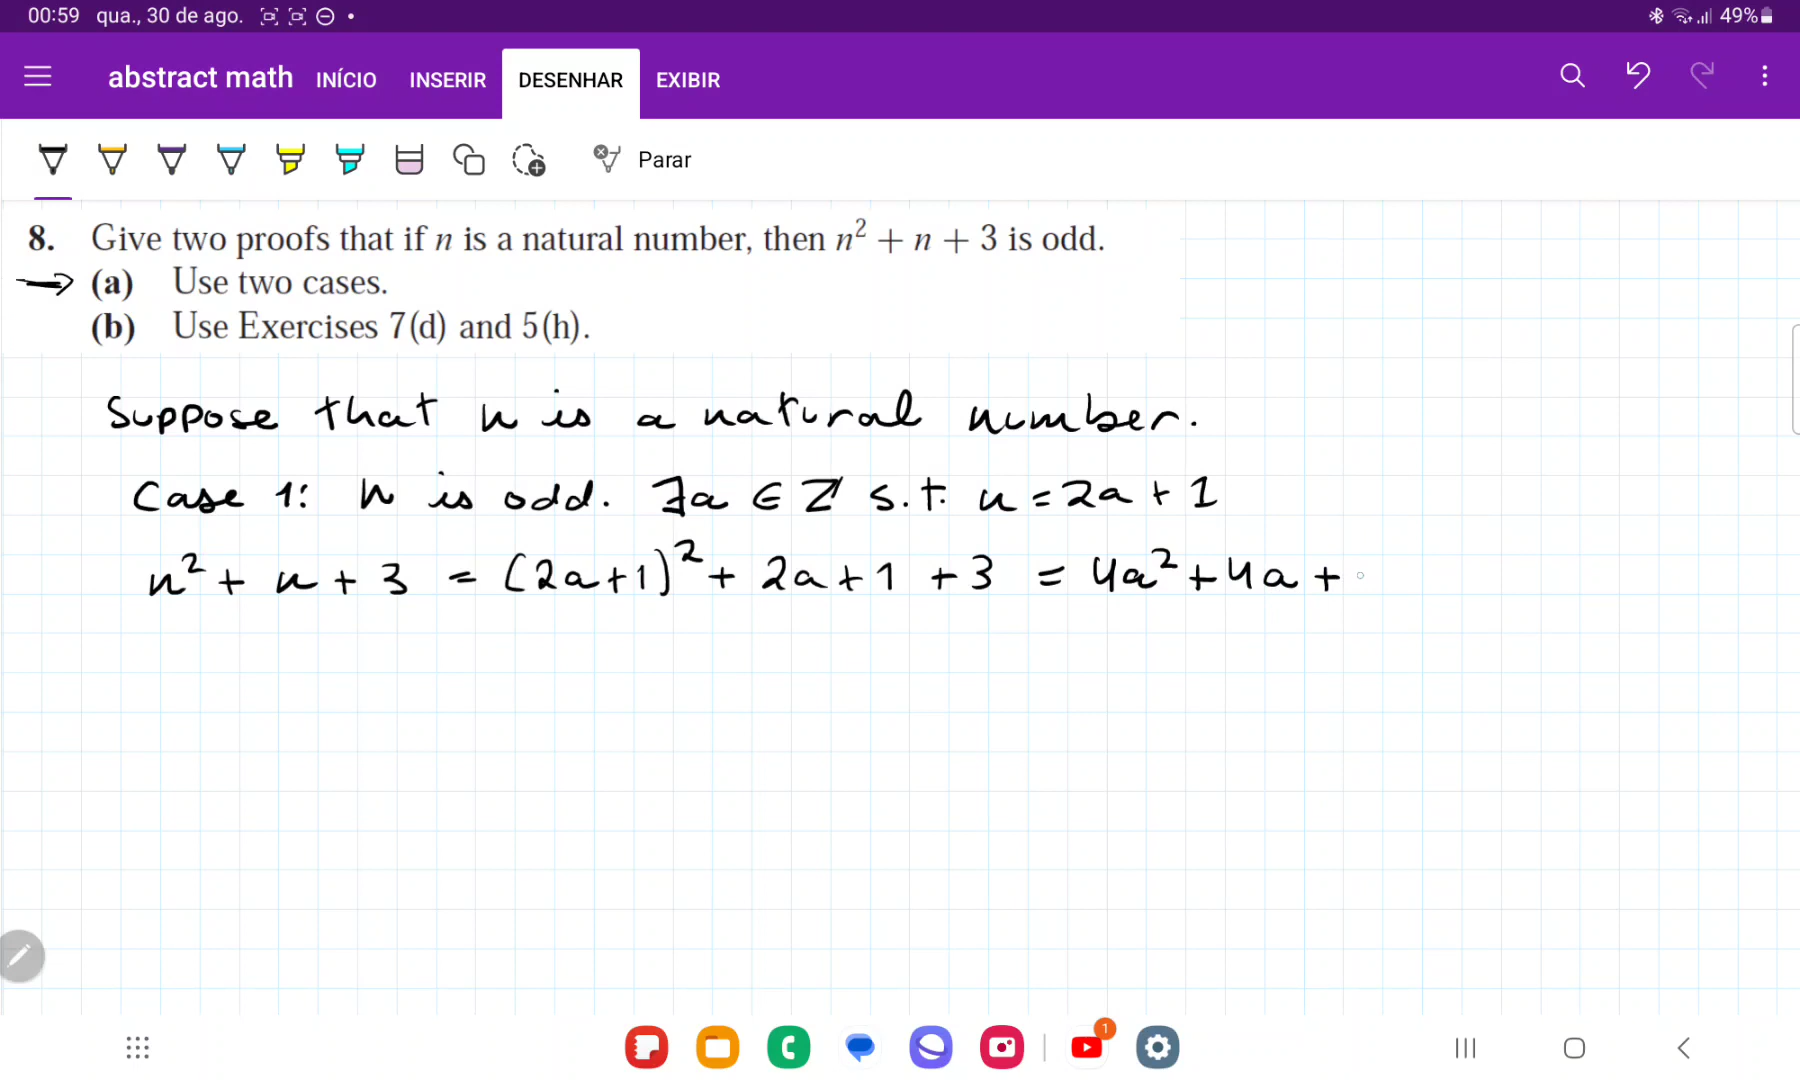 00:59 qua., 30 de ago. • 49%
abstract math INÍCIO INSERIR DESENHAR EXIBIR
Parar
8. Give two proofs that if n is a natural number, then n² + n + 3 is odd.
(a) Use two cases.
(b) Use Exercises 7(d) and 5(h).
Suppose that n is a natural number.
Case 1: n is odd. ∃a ∈ ℤ s.t. n = 2a + 1
n² + n + 3 = (2a+1)² + 2a+1 +3 = 4a² + 4a +
1